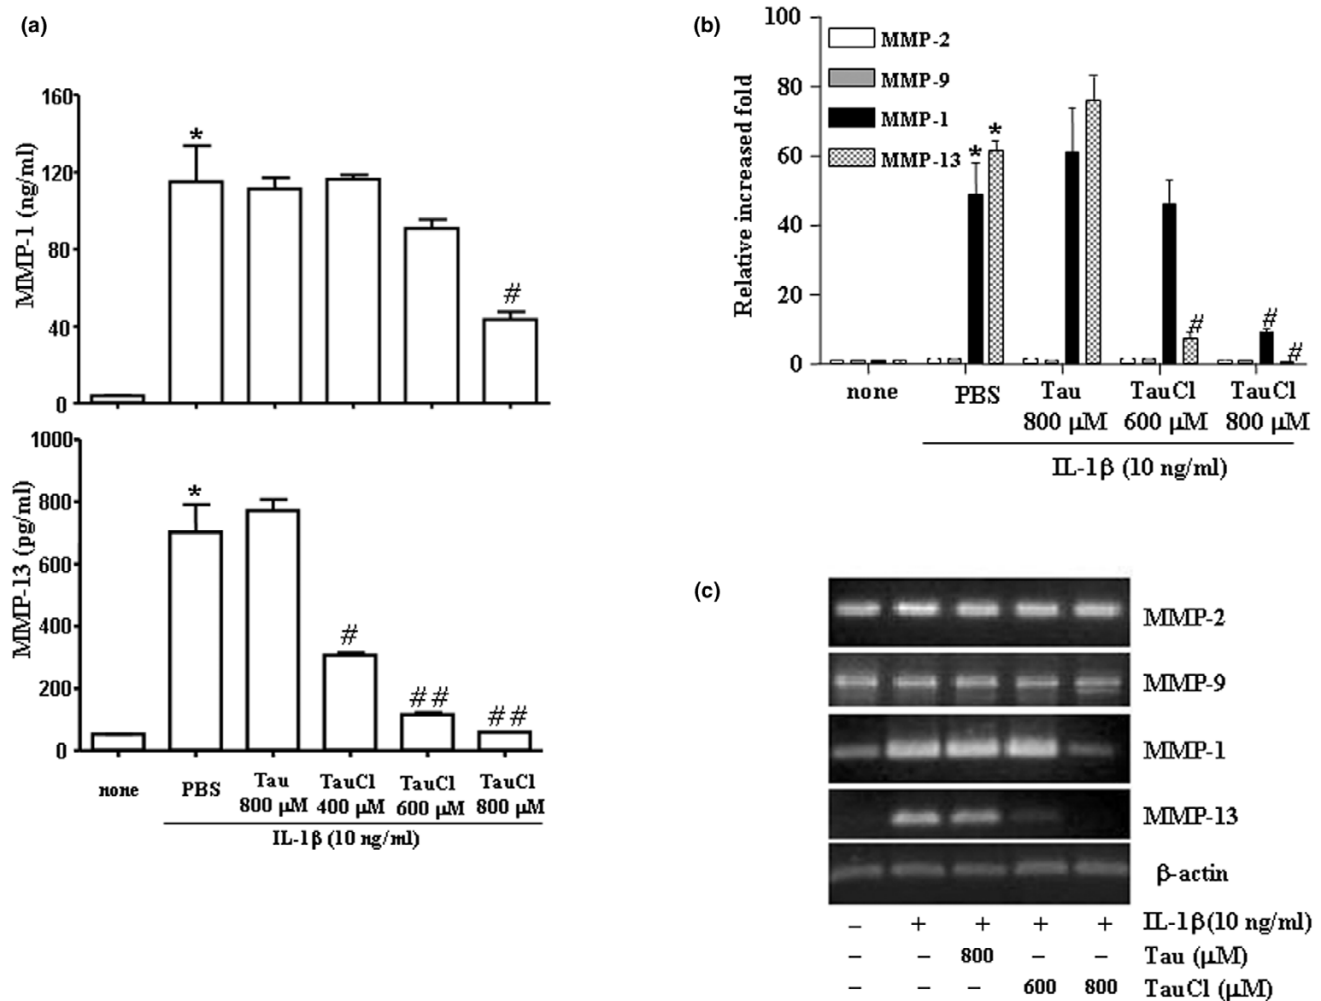 (a)
160
120
80
40
0
MMP-1 (ng/ml)
*
#
1000
800
600
400
200
0
MMP-13 (pg/ml)
*
#
##
##
none PBS Tau TauCl TauCl TauCl
800 μM 400 μM 600 μM 800 μM
IL-1β (10 ng/ml)
(b)
100
80
60
40
20
0
Relative increased fold
MMP-2
MMP-9
MMP-1
MMP-13
* *
#
# #
none PBS Tau TauCl TauCl
800 μM 600 μM 800 μM
IL-1β (10 ng/ml)
(c)
MMP-2
MMP-9
MMP-1
MMP-13
β-actin
– + + + + IL-1β(10 ng/ml)
– – 800 – – Tau (μM)
– – – 600 800 TauCl (μM)